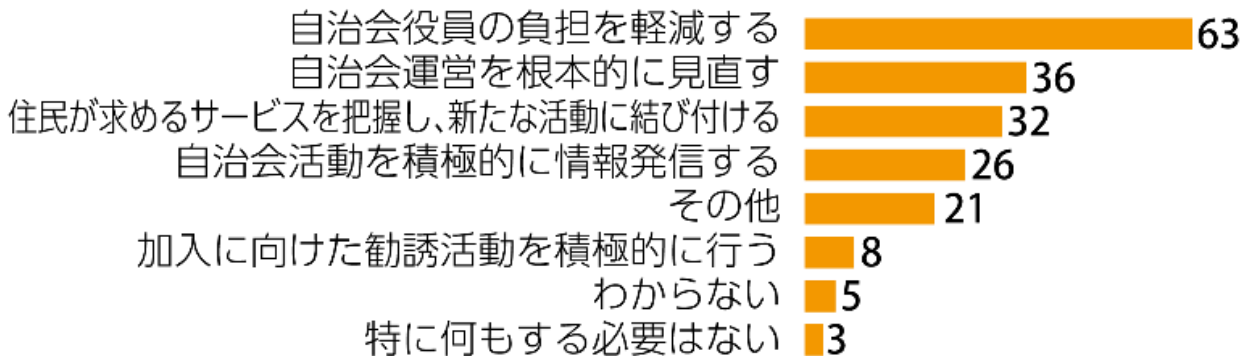 自治会役員の負担を軽減する 63
自治会運営を根本的に見直す 36
住民が求めるサービスを把握し、新たな活動に結び付ける 32
自治会活動を積極的に情報発信する 26
その他 21
加入に向けた勧誘活動を積極的に行う 8
わからない 5
特に何もする必要はない 3